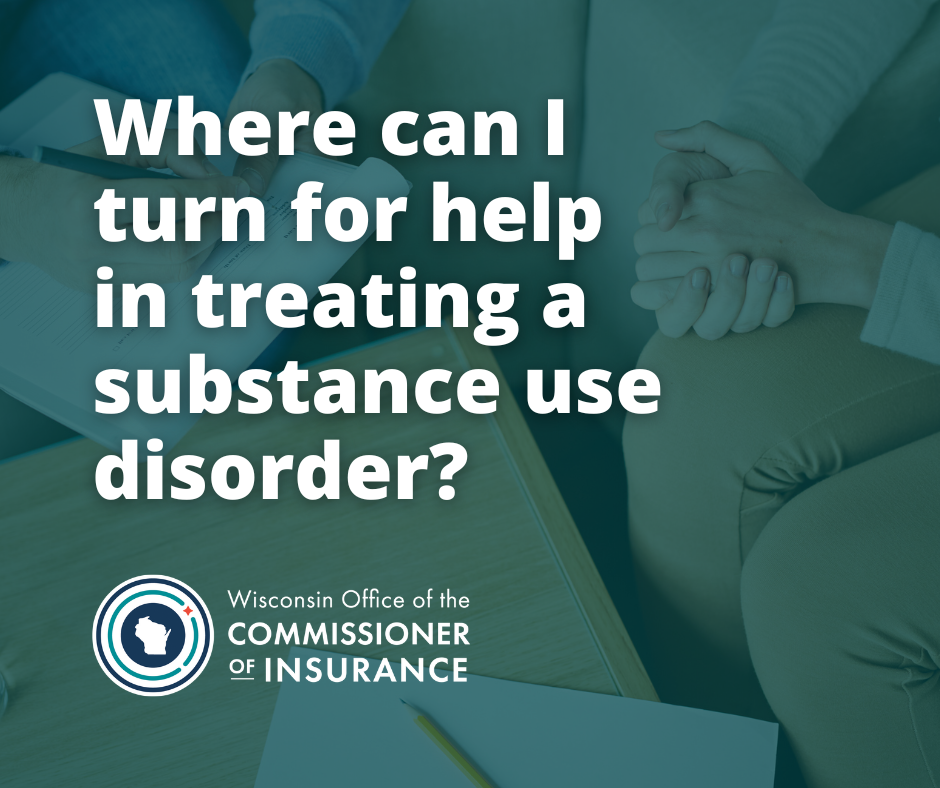 Where can I
turn for help
in treating a
substance use
disorder?
Wisconsin Office of the
COMMISSIONER
OF INSURANCE